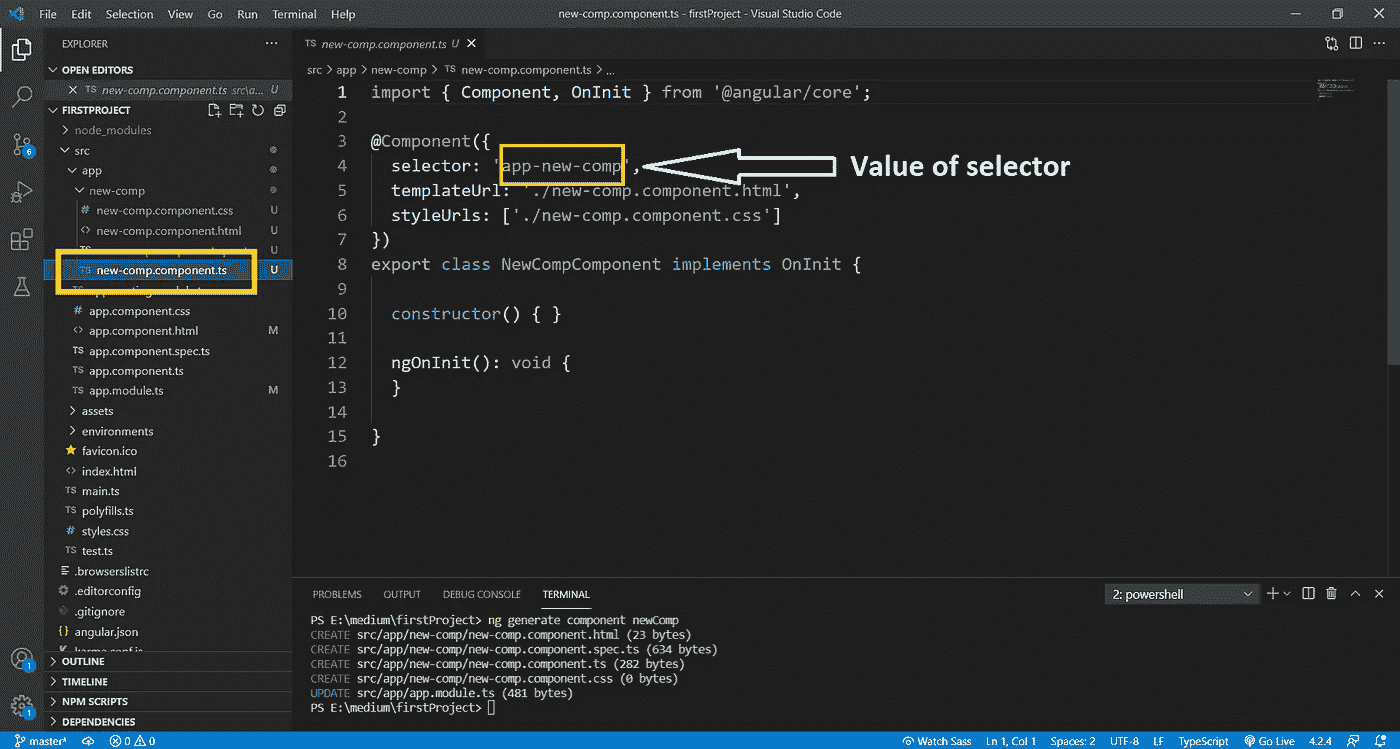 File Edit Selection View Go Run Terminal Help
new-comp.component.ts - firstProject - Visual Studio Code
EXPLORER
OPEN EDITORS
TS new-comp.component.ts src\a... U
FIRSTPROJECT
node_modules
src
app
new-comp
# new-comp.component.css U
<> new-comp.component.html U
U
TS new-comp.component.ts U
# app.component.css
<> app.component.html M
TS app.component.spec.ts
TS app.component.ts
TS app.module.ts M
assets
environments
favicon.ico
<> index.html
TS main.ts
TS polyfills.ts
# styles.css
TS test.ts
.browserslistrc
.editorconfig
.gitignore
{} angular.json
OUTLINE
TIMELINE
NPM SCRIPTS
DEPENDENCIES
6
1
1
TS new-comp.component.ts U
src > app > new-comp > TS new-comp.component.ts > ...
1 import { Component, OnInit } from '@angular/core';
2
3 @Component({
4 selector: 'app-new-comp',
Value of selector
5 templateUrl: './new-comp.component.html',
6 styleUrls: ['./new-comp.component.css']
7 })
8 export class NewCompComponent implements OnInit {
9
10 constructor() { }
11
12 ngOnInit(): void {
13 }
14
15 }
16
PROBLEMS OUTPUT DEBUG CONSOLE TERMINAL
2: powershell
PS E:\medium\firstProject> ng generate component newComp
CREATE src/app/new-comp/new-comp.component.html (23 bytes)
CREATE src/app/new-comp/new-comp.component.spec.ts (634 bytes)
CREATE src/app/new-comp/new-comp.component.ts (282 bytes)
CREATE src/app/new-comp/new-comp.component.css (0 bytes)
UPDATE src/app/app.module.ts (481 bytes)
PS E:\medium\firstProject>
master* 0 0 Watch Sass Ln 1, Col 1 Spaces: 2 UTF-8 LF TypeScript Go Live 4.2.4